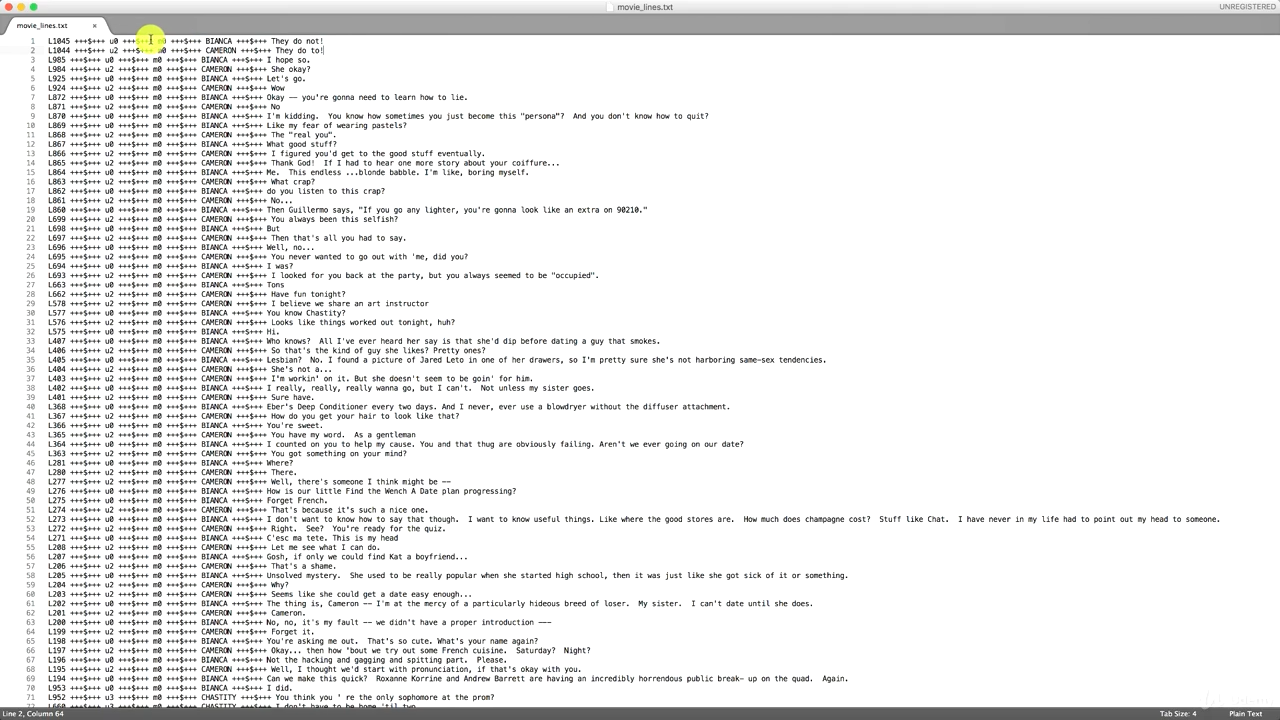 movie_lines.txt
UNREGISTERED
movie_lines.txt ×
1 L1045 +++$+++ u0 +++$+++ m0 +++$+++ BIANCA +++$+++ They do not!
2 L1044 +++$+++ u2 +++$+++ m0 +++$+++ CAMERON +++$+++ They do to!
3 L985 +++$+++ u0 +++$+++ m0 +++$+++ BIANCA +++$+++ I hope so.
4 L984 +++$+++ u2 +++$+++ m0 +++$+++ CAMERON +++$+++ She okay?
5 L925 +++$+++ u0 +++$+++ m0 +++$+++ BIANCA +++$+++ Let's go.
6 L924 +++$+++ u2 +++$+++ m0 +++$+++ CAMERON +++$+++ Wow
7 L872 +++$+++ u0 +++$+++ m0 +++$+++ BIANCA +++$+++ Okay -- you're gonna need to learn how to lie.
8 L871 +++$+++ u2 +++$+++ m0 +++$+++ CAMERON +++$+++ No
9 L870 +++$+++ u0 +++$+++ m0 +++$+++ BIANCA +++$+++ I'm kidding.  You know how sometimes you just become this "persona"?  And you don't know how to quit?
10 L869 +++$+++ u0 +++$+++ m0 +++$+++ BIANCA +++$+++ Like my fear of wearing pastels?
11 L868 +++$+++ u2 +++$+++ m0 +++$+++ CAMERON +++$+++ The "real you".
12 L867 +++$+++ u0 +++$+++ m0 +++$+++ BIANCA +++$+++ What good stuff?
13 L866 +++$+++ u2 +++$+++ m0 +++$+++ CAMERON +++$+++ I figured you'd get to the good stuff eventually.
14 L865 +++$+++ u2 +++$+++ m0 +++$+++ CAMERON +++$+++ Thank God!  If I had to hear one more story about your coiffure...
15 L864 +++$+++ u0 +++$+++ m0 +++$+++ BIANCA +++$+++ Me.  This endless ...blonde babble. I'm like, boring myself.
16 L863 +++$+++ u2 +++$+++ m0 +++$+++ CAMERON +++$+++ What crap?
17 L862 +++$+++ u0 +++$+++ m0 +++$+++ BIANCA +++$+++ do you listen to this crap?
18 L861 +++$+++ u2 +++$+++ m0 +++$+++ CAMERON +++$+++ No...
19 L860 +++$+++ u0 +++$+++ m0 +++$+++ BIANCA +++$+++ Then Guillermo says, "If you go any lighter, you're gonna look like an extra on 90210."
20 L699 +++$+++ u2 +++$+++ m0 +++$+++ CAMERON +++$+++ You always been this selfish?
21 L698 +++$+++ u0 +++$+++ m0 +++$+++ BIANCA +++$+++ But
22 L697 +++$+++ u2 +++$+++ m0 +++$+++ CAMERON +++$+++ Then that's all you had to say.
23 L696 +++$+++ u0 +++$+++ m0 +++$+++ BIANCA +++$+++ Well, no...
24 L695 +++$+++ u2 +++$+++ m0 +++$+++ CAMERON +++$+++ You never wanted to go out with 'me, did you?
25 L694 +++$+++ u0 +++$+++ m0 +++$+++ BIANCA +++$+++ I was?
26 L693 +++$+++ u2 +++$+++ m0 +++$+++ CAMERON +++$+++ I looked for you back at the party, but you always seemed to be "occupied".
27 L663 +++$+++ u0 +++$+++ m0 +++$+++ BIANCA +++$+++ Tons
28 L662 +++$+++ u2 +++$+++ m0 +++$+++ CAMERON +++$+++ Have fun tonight?
29 L578 +++$+++ u2 +++$+++ m0 +++$+++ CAMERON +++$+++ I believe we share an art instructor
30 L577 +++$+++ u0 +++$+++ m0 +++$+++ BIANCA +++$+++ You know Chastity?
31 L576 +++$+++ u2 +++$+++ m0 +++$+++ CAMERON +++$+++ Looks like things worked out tonight, huh?
32 L575 +++$+++ u0 +++$+++ m0 +++$+++ BIANCA +++$+++ Hi.
33 L407 +++$+++ u0 +++$+++ m0 +++$+++ BIANCA +++$+++ Who knows?  All I've ever heard her say is that she'd dip before dating a guy that smokes.
34 L406 +++$+++ u2 +++$+++ m0 +++$+++ CAMERON +++$+++ So that's the kind of guy she likes? Pretty ones?
35 L405 +++$+++ u0 +++$+++ m0 +++$+++ BIANCA +++$+++ Lesbian?  No. I found a picture of Jared Leto in one of her drawers, so I'm pretty sure she's not harboring same-sex tendencies.
36 L404 +++$+++ u2 +++$+++ m0 +++$+++ CAMERON +++$+++ She's not a...
37 L403 +++$+++ u2 +++$+++ m0 +++$+++ CAMERON +++$+++ I'm workin' on it. But she doesn't seem to be goin' for him.
38 L402 +++$+++ u0 +++$+++ m0 +++$+++ BIANCA +++$+++ I really, really, really wanna go, but I can't.  Not unless my sister goes.
39 L401 +++$+++ u2 +++$+++ m0 +++$+++ CAMERON +++$+++ Sure have.
40 L368 +++$+++ u0 +++$+++ m0 +++$+++ BIANCA +++$+++ Eber's Deep Conditioner every two days. And I never, ever use a blowdryer without the diffuser attachment.
41 L367 +++$+++ u2 +++$+++ m0 +++$+++ CAMERON +++$+++ How do you get your hair to look like that?
42 L366 +++$+++ u0 +++$+++ m0 +++$+++ BIANCA +++$+++ You're sweet.
43 L365 +++$+++ u2 +++$+++ m0 +++$+++ CAMERON +++$+++ You have my word.  As a gentleman
44 L364 +++$+++ u0 +++$+++ m0 +++$+++ BIANCA +++$+++ I counted on you to help my cause. You and that thug are obviously failing. Aren't we ever going on our date?
45 L363 +++$+++ u2 +++$+++ m0 +++$+++ CAMERON +++$+++ You got something on your mind?
46 L281 +++$+++ u0 +++$+++ m0 +++$+++ BIANCA +++$+++ Where?
47 L280 +++$+++ u2 +++$+++ m0 +++$+++ CAMERON +++$+++ There.
48 L277 +++$+++ u2 +++$+++ m0 +++$+++ CAMERON +++$+++ Well, there's someone I think might be --
49 L276 +++$+++ u0 +++$+++ m0 +++$+++ BIANCA +++$+++ How is our little Find the Wench A Date plan progressing?
50 L275 +++$+++ u0 +++$+++ m0 +++$+++ BIANCA +++$+++ Forget French.
51 L274 +++$+++ u2 +++$+++ m0 +++$+++ CAMERON +++$+++ That's because it's such a nice one.
52 L273 +++$+++ u0 +++$+++ m0 +++$+++ BIANCA +++$+++ I don't want to know how to say that though.  I want to know useful things. Like where the good stores are.  How much does champagne cost?  Stuff like Chat.  I have never in my life had to point out my head to someone.
53 L272 +++$+++ u2 +++$+++ m0 +++$+++ CAMERON +++$+++ Right.  See?  You're ready for the quiz.
54 L271 +++$+++ u0 +++$+++ m0 +++$+++ BIANCA +++$+++ C'esc ma tete. This is my head
55 L208 +++$+++ u2 +++$+++ m0 +++$+++ CAMERON +++$+++ Let me see what I can do.
56 L207 +++$+++ u0 +++$+++ m0 +++$+++ BIANCA +++$+++ Gosh, if only we could find Kat a boyfriend...
57 L206 +++$+++ u2 +++$+++ m0 +++$+++ CAMERON +++$+++ That's a shame.
58 L205 +++$+++ u0 +++$+++ m0 +++$+++ BIANCA +++$+++ Unsolved mystery.  She used to be really popular when she started high school, then it was just like she got sick of it or something.
59 L204 +++$+++ u2 +++$+++ m0 +++$+++ CAMERON +++$+++ Why?
60 L203 +++$+++ u2 +++$+++ m0 +++$+++ CAMERON +++$+++ Seems like she could get a date easy enough...
61 L202 +++$+++ u0 +++$+++ m0 +++$+++ BIANCA +++$+++ The thing is, Cameron -- I'm at the mercy of a particularly hideous breed of loser.  My sister.  I can't date until she does.
62 L201 +++$+++ u2 +++$+++ m0 +++$+++ CAMERON +++$+++ Cameron.
63 L200 +++$+++ u0 +++$+++ m0 +++$+++ BIANCA +++$+++ No, no, it's my fault -- we didn't have a proper introduction ---
64 L199 +++$+++ u2 +++$+++ m0 +++$+++ CAMERON +++$+++ Forget it.
65 L198 +++$+++ u0 +++$+++ m0 +++$+++ BIANCA +++$+++ You're asking me out.  That's so cute. What's your name again?
66 L197 +++$+++ u2 +++$+++ m0 +++$+++ CAMERON +++$+++ Okay... then how 'bout we try out some French cuisine.  Saturday?  Night?
67 L196 +++$+++ u0 +++$+++ m0 +++$+++ BIANCA +++$+++ Not the hacking and gagging and spitting part.  Please.
68 L195 +++$+++ u2 +++$+++ m0 +++$+++ CAMERON +++$+++ Well, I thought we'd start with pronunciation, if that's okay with you.
69 L194 +++$+++ u0 +++$+++ m0 +++$+++ BIANCA +++$+++ Can we make this quick?  Roxanne Korrine and Andrew Barrett are having an incredibly horrendous public break- up on the quad.  Again.
70 L953 +++$+++ u0 +++$+++ m0 +++$+++ BIANCA +++$+++ I did.
71 L952 +++$+++ u3 +++$+++ m0 +++$+++ CHASTITY +++$+++ You think you ' re the only sophomore at the prom?
72 L660 +++$+++ u3 +++$+++ m0 +++$+++ CHASTITY +++$+++ I don't have to be home 'til two
Line 2, Column 64
Tab Size: 4
Plain Text